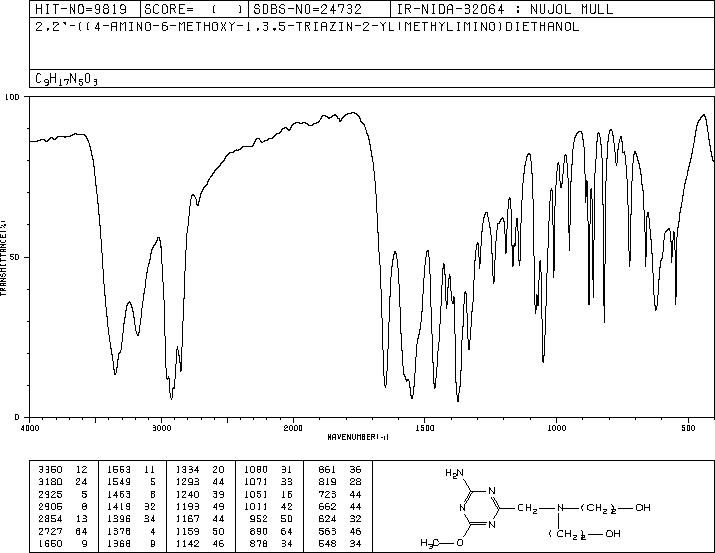 HIT-NO=9819 SCORE= ( ) SDBS-NO=24732 IR-NIDA-32064 : NUJOL MULL
2,2'-((4-AMINO-6-METHOXY-1,3,5-TRIAZIN-2-YL)METHYLIMINO)DIETHANOL
C9H17N5O3
100
TRANSMITTANCE(%)
50
0
4000 3000 2000 1500 1000 500
WAVENUMBER(-1)
3360 12 1563 11 1334 20 1080 31 861 36
3180 24 1549 5 1293 44 1071 33 819 28
2925 5 1463 8 1240 39 1051 16 723 44
2905 8 1419 32 1193 49 1011 42 662 44
2854 13 1396 34 1167 44 952 50 624 32
2727 64 1378 4 1159 50 890 64 563 46
1650 9 1368 9 1142 46 878 34 548 34
H2N
N N
CH2 N (CH2)2 OH
N
H3C O
(CH2)2 OH